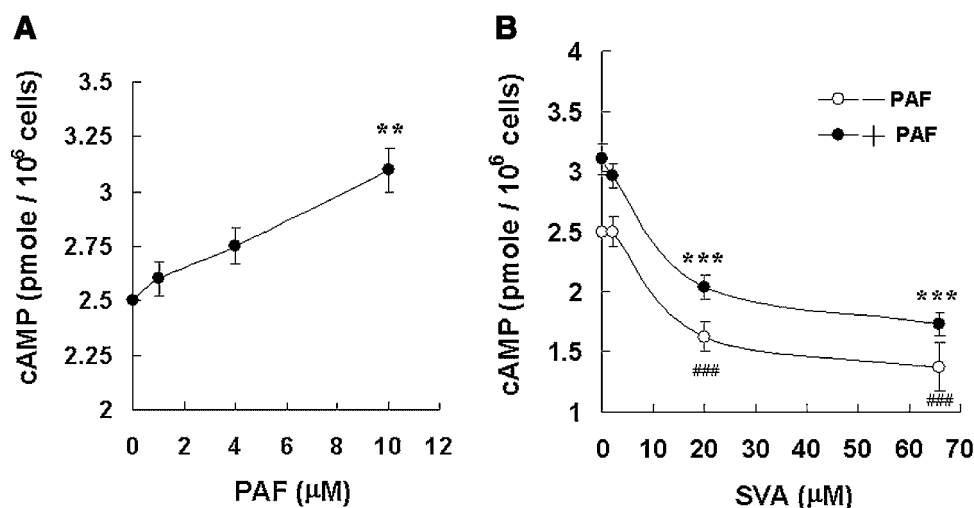 A
cAMP (pmole / 10⁶ cells)
3.5
3.25
3
2.75
2.5
2.25
2
**
0 2 4 6 8 10 12
PAF (µM)
B
cAMP (pmole / 10⁶ cells)
4
3.5
3
2.5
2
1.5
1
— PAF
+ PAF
***
***
###
###
0 10 20 30 40 50 60 70
SVA (µM)